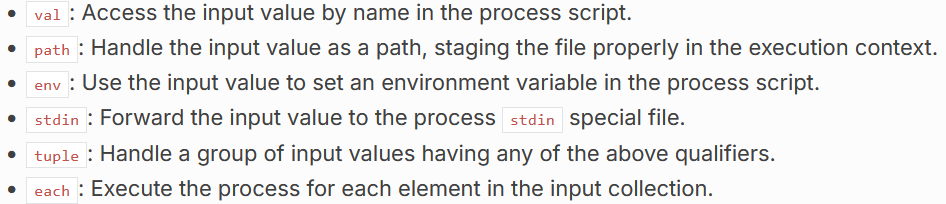 • val: Access the input value by name in the process script.
• path: Handle the input value as a path, staging the file properly in the execution context.
• env: Use the input value to set an environment variable in the process script.
• stdin: Forward the input value to the process stdin special file.
• tuple: Handle a group of input values having any of the above qualifiers.
• each: Execute the process for each element in the input collection.